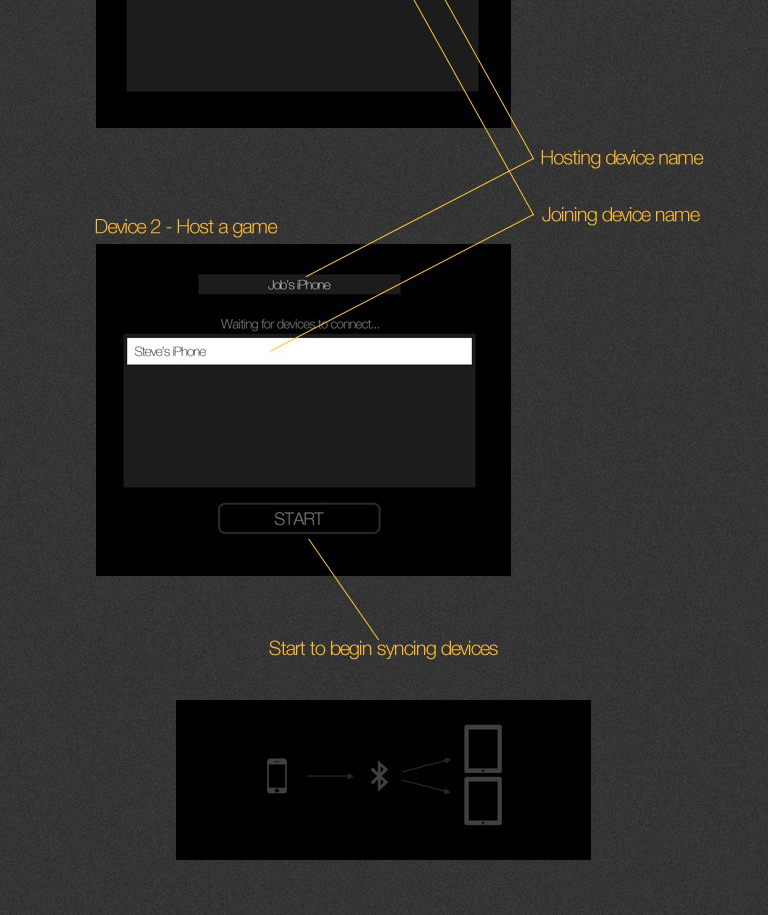 Hosting device name
Joining device name
Device 2 - Host a game
Job's iPhone
Waiting for devices to connect...
Steve's iPhone
START
Start to begin syncing devices